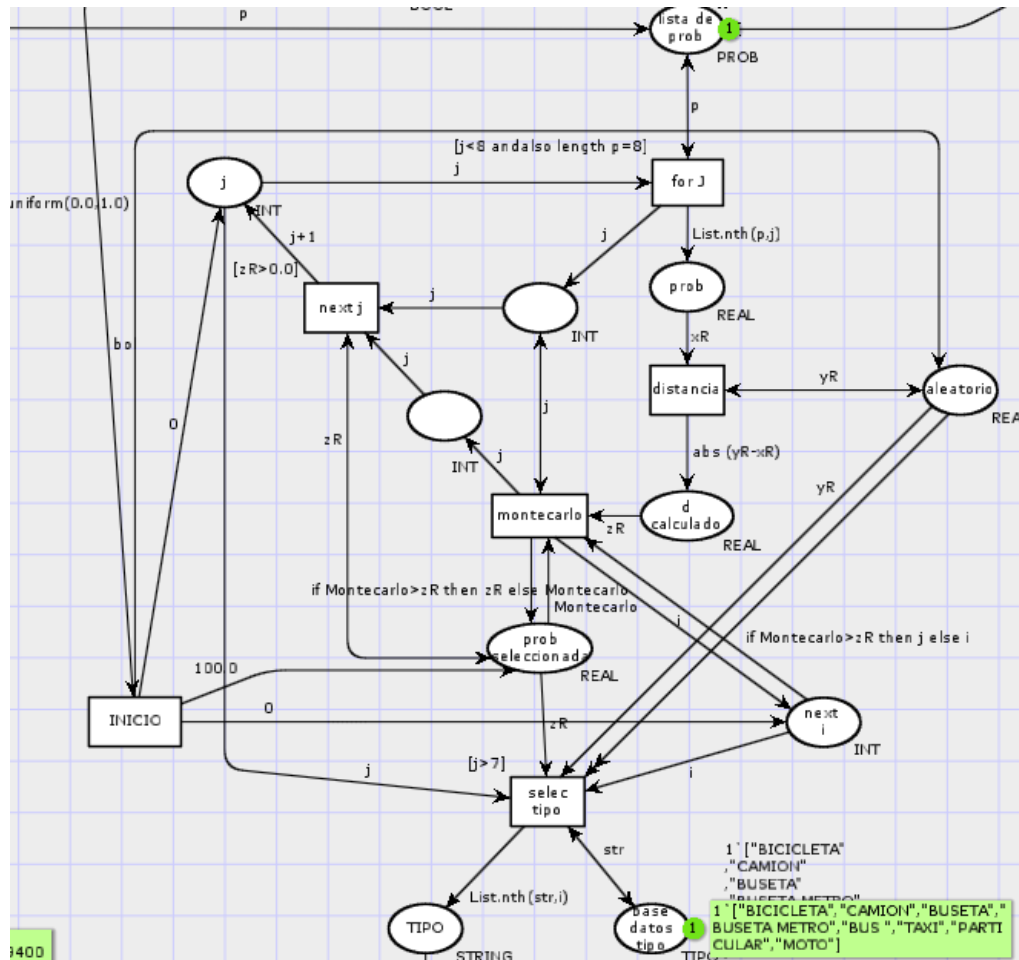 p
lista de
prob
1
PROB
p
[j<8 andalso length p=8]
j
j
for J
INT
uniform(0.0,1.0)
j+1
j
List.nth(p,j)
[zR>0.0]
next j
j
prob
INT
REAL
bo
xR
j
distancia
yR
aleatorio
j
0
zR
INT
j
abs (yR-xR)
yR
montecarlo
zR
d
calculado
REAL
if Montecarlo>zR then zR else Montecarlo
Montecarlo
j
if Montecarlo>zR then j else i
prob
seleccionada
REAL
100.0
INICIO
0
zR
next
i
INT
[j>7]
j
i
selec
tipo
str
1`["BICICLETA"
,"CAMION"
,"BUSETA"
List.nth(str,i)
TIPO
STRING
base
datos
tipo
1
1`["BICICLETA","CAMION","BUSETA","
BUSETA METRO","BUS ","TAXI","PARTI
CULAR","MOTO"]
9400